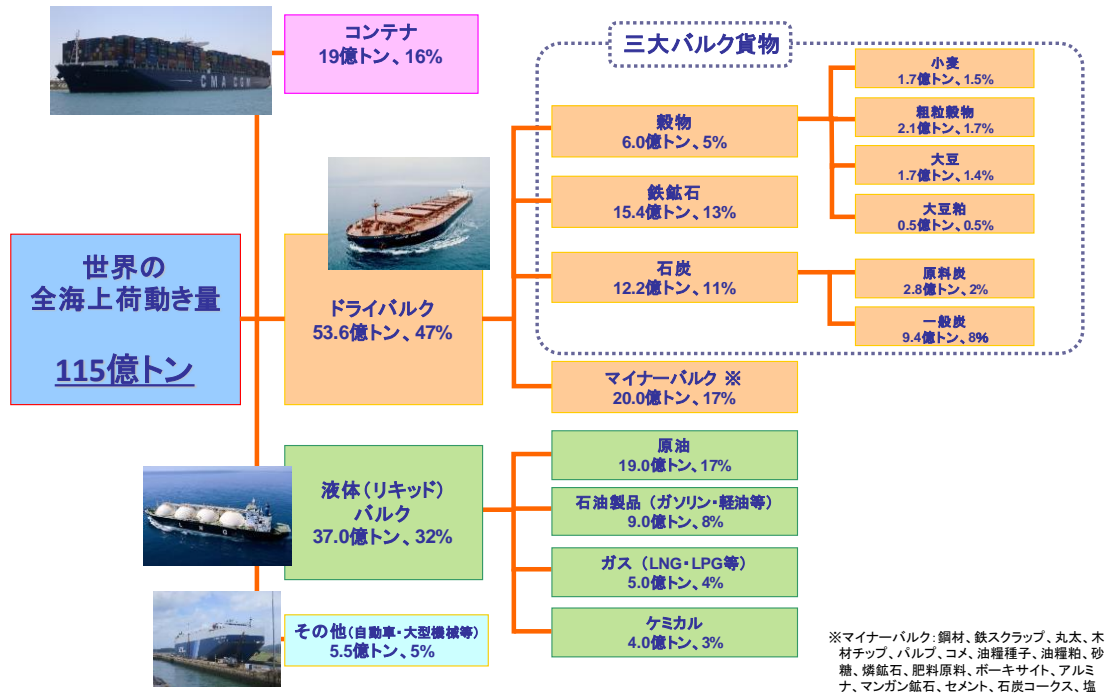 コンテナ
19億トン、16%
CMA CGM
世界の
全海上荷動き量
115億トン
ドライバルク
53.6億トン、47%
三大バルク貨物
穀物
6.0億トン、5%
小麦
1.7億トン、1.5%
粗粒穀物
2.1億トン、1.7%
大豆
1.7億トン、1.4%
大豆粕
0.5億トン、0.5%
鉄鉱石
15.4億トン、13%
石炭
12.2億トン、11%
原料炭
2.8億トン、2%
一般炭
9.4億トン、8%
マイナーバルク ※
20.0億トン、17%
液体（リキッド）
バルク
37.0億トン、32%
LNG
原油
19.0億トン、17%
石油製品（ガソリン・軽油等）
9.0億トン、8%
ガス（LNG・LPG等）
5.0億トン、4%
ケミカル
4.0億トン、3%
その他(自動車・大型機械等)
5.5億トン、5%
※マイナーバルク：鋼材、鉄スクラップ、丸太、木
材チップ、パルプ、コメ、油糧種子、油糧粕、砂
糖、燐鉱石、肥料原料、ボーキサイト、アルミ
ナ、マンガン鉱石、セメント、石炭コークス、塩